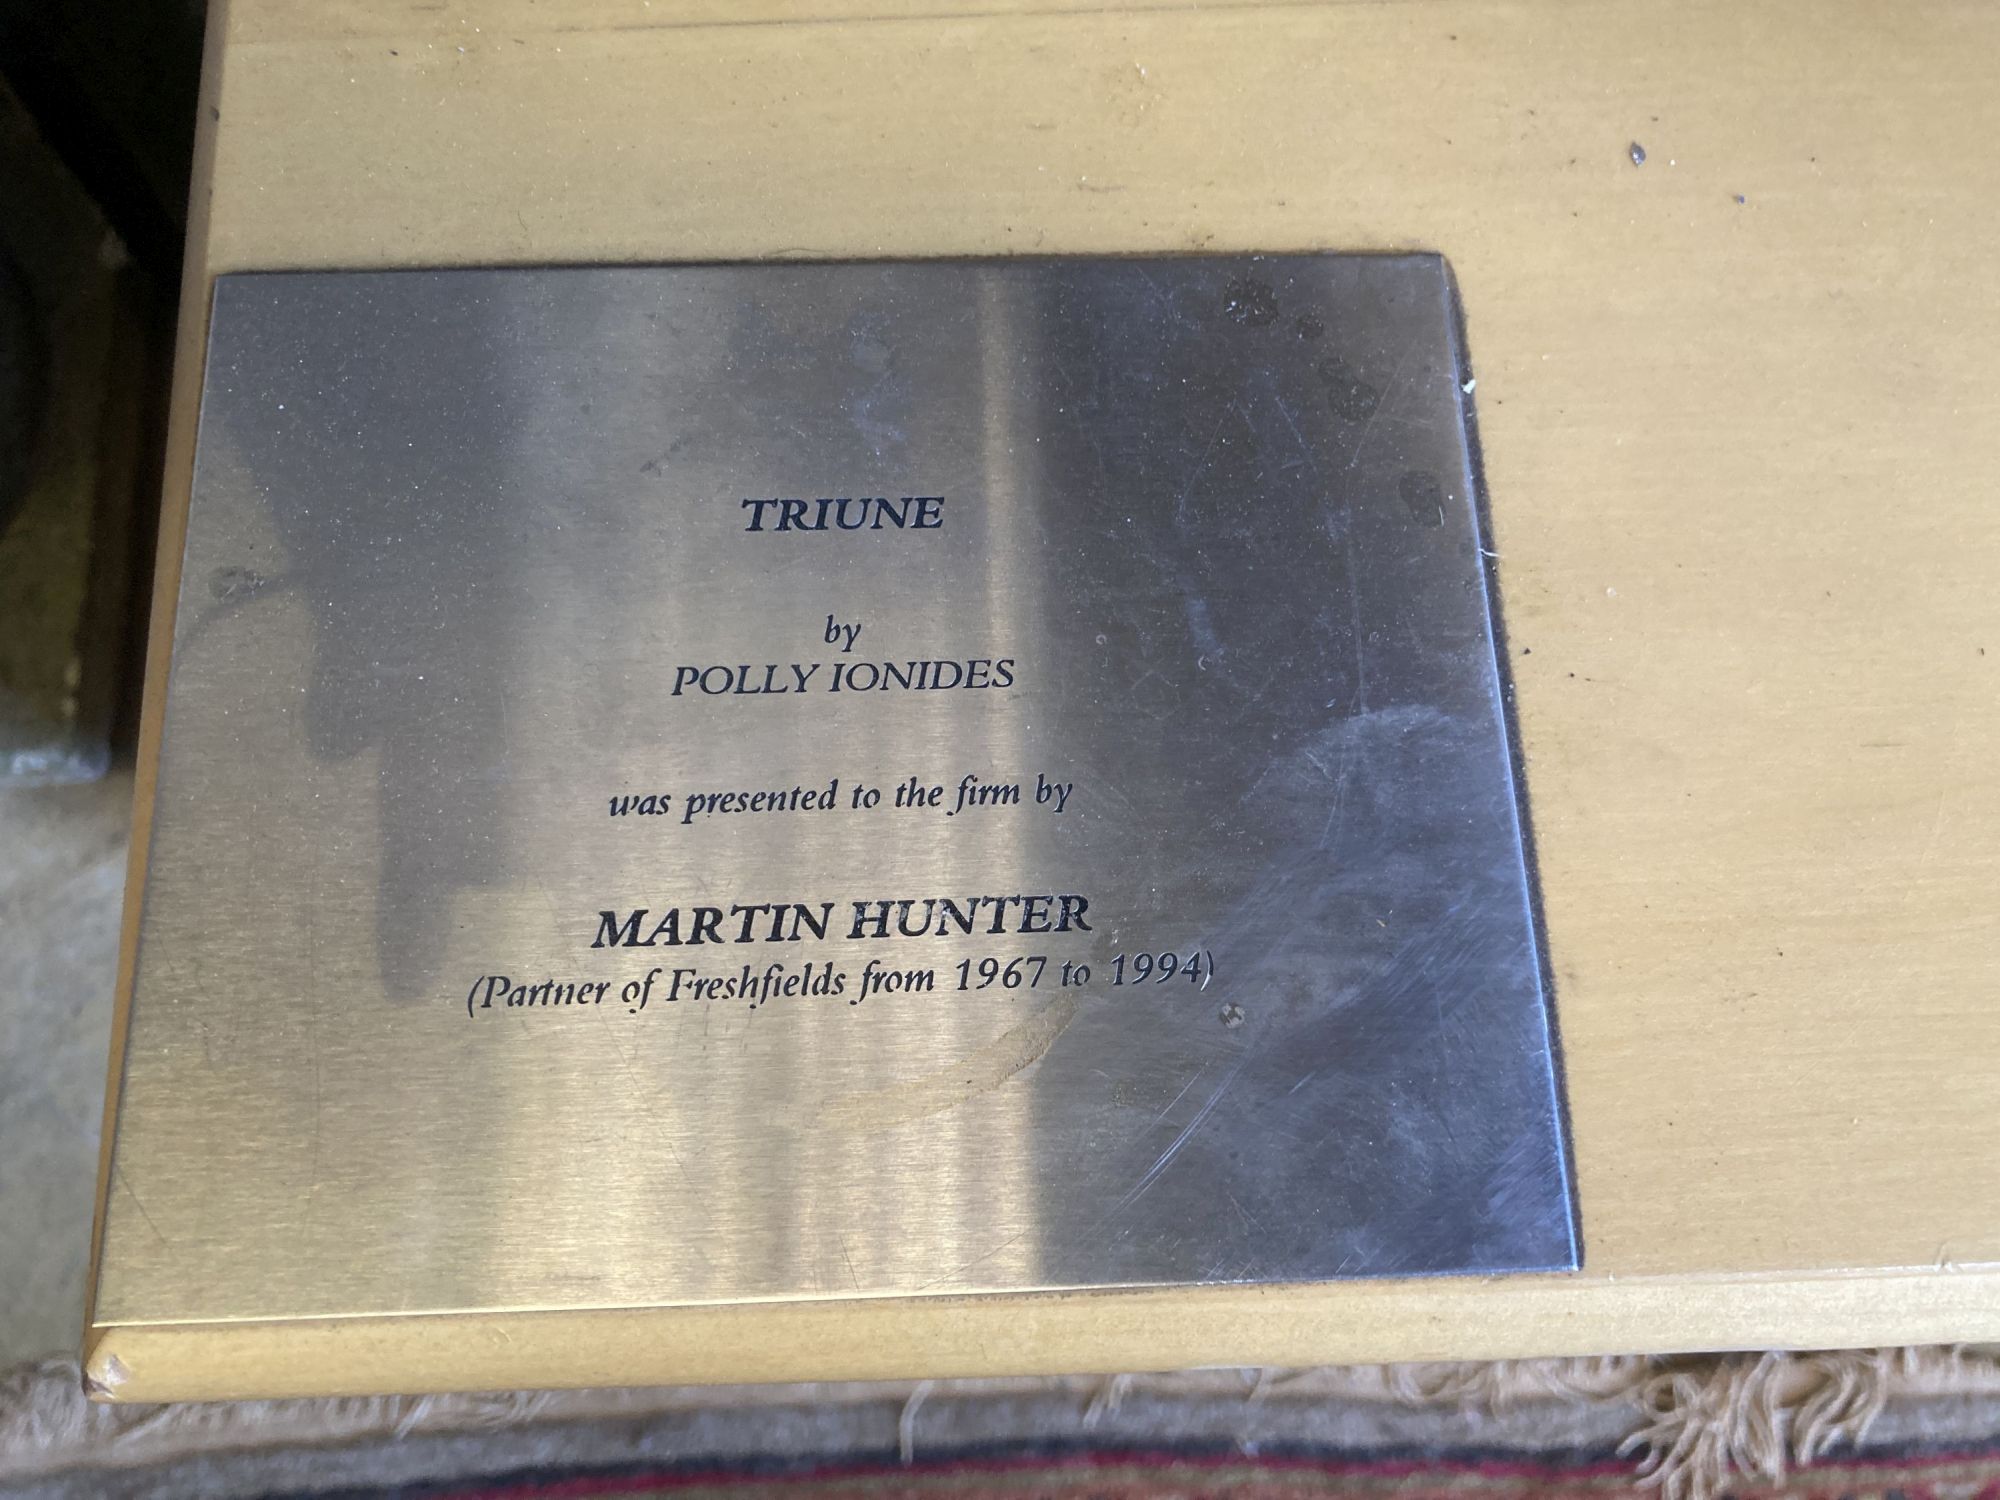 TRIUNE
by
POLLY IONIDES
was presented to the firm by
MARTIN HUNTER
(Partner of Freshfields from 1967 to 1994)